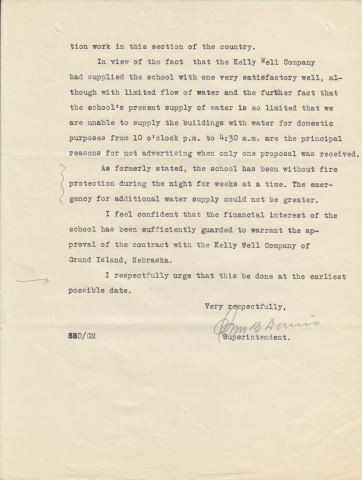 tion work in this section of the country.
In view of the fact that the Kelly Well Company
had supplied the school with one very satisfactory well, al-
though with limited flow of water and the further fact that
the school's present supply of water is so limited that we
are unable to supply the buildings with water for domestic
purposes from 10 o'clock p.m. to 4:30 a.m. are the principal
reasons for not advertising when only one proposal was received.
As formerly stated, the school has been without fire
protection during the night for weeks at a time. The emer-
gency for additional water supply could not be greater.
I feel confident that the financial interest of the
school has been sufficiently guarded to warrant the ap-
proval of the contract with the Kelly Well Company of
Grand Island, Nebraska.
I respectfully urge that this be done at the earliest
possible date.
Very respectfully,
John B Davis
Superintendent.
D/GM